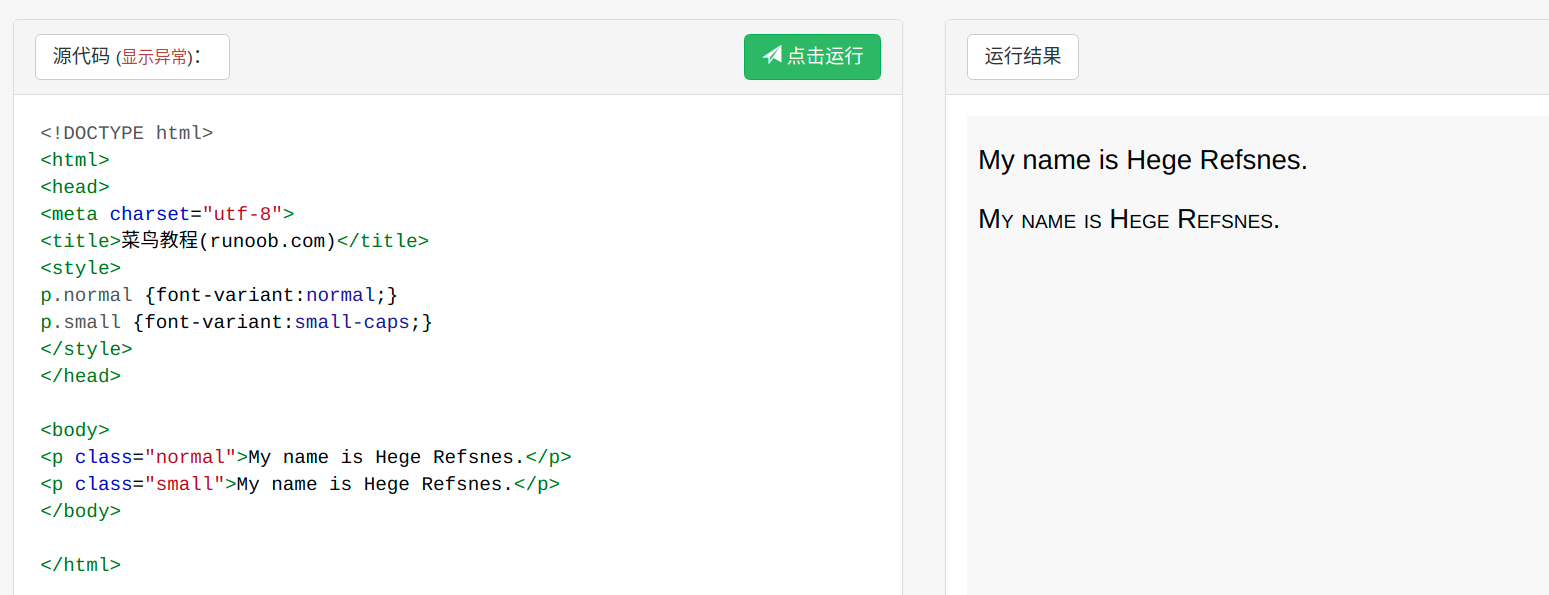 源代码 (显示异常)：
点击运行
<!DOCTYPE html>
<html>
<head>
<meta charset="utf-8">
<title>菜鸟教程(runoob.com)</title>
<style>
p.normal {font-variant:normal;}
p.small {font-variant:small-caps;}
</style>
</head>
<body>
<p class="normal">My name is Hege Refsnes.</p>
<p class="small">My name is Hege Refsnes.</p>
</body>
</html>
运行结果
My name is Hege Refsnes.
My name is Hege Refsnes.